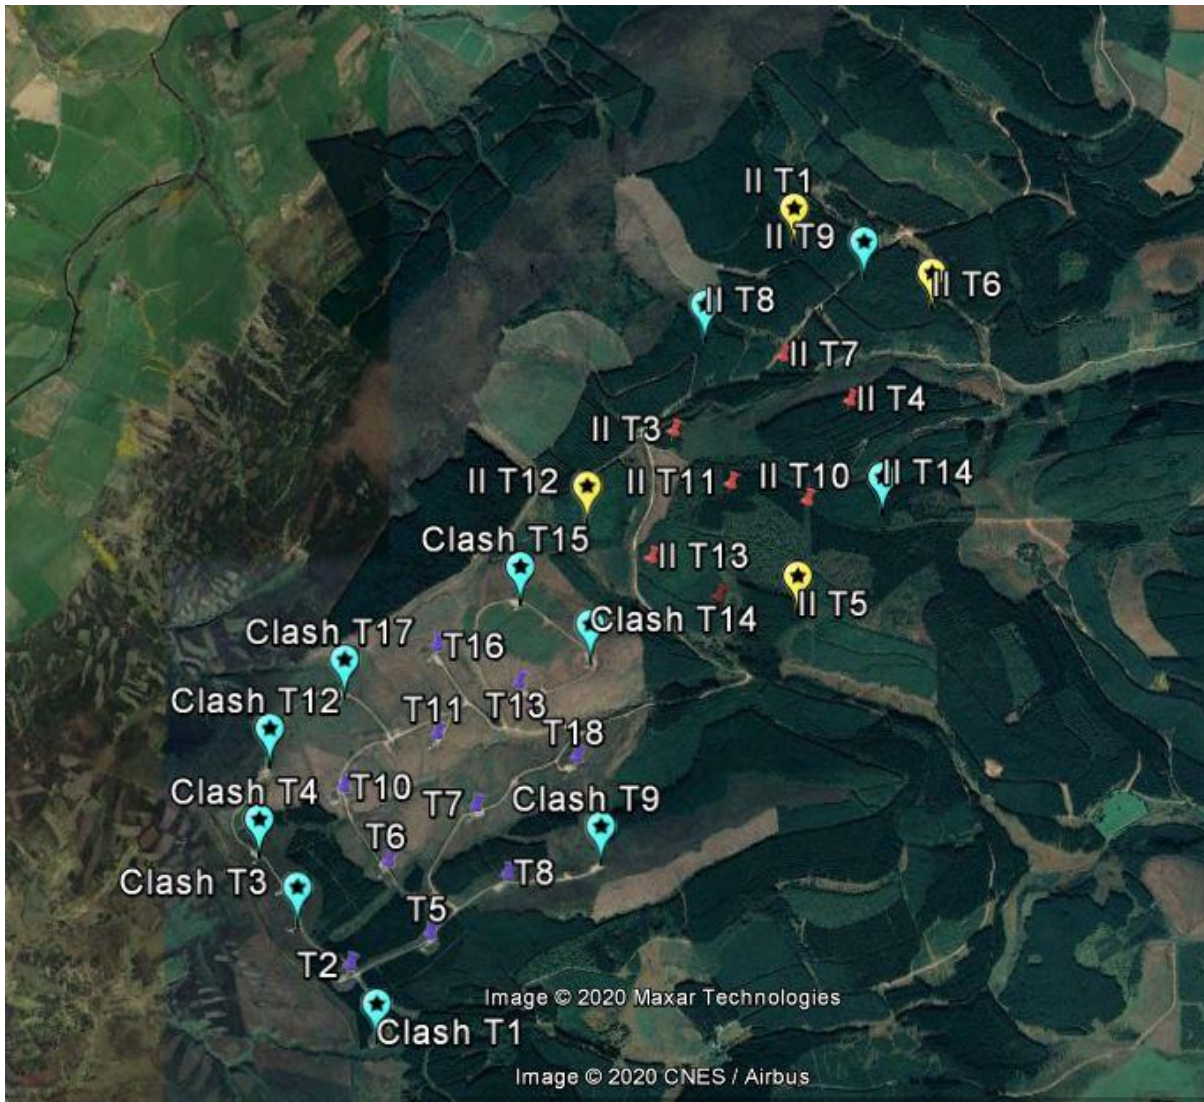 II T1
II T9
II T6
II T8
II T7
II T4
II T3
II T12
II T11
II T10
II T14
Clash T15
II T13
II T5
Clash T14
Clash T17
T16
Clash T12
T13
T11
T18
Clash T4
T10
T7
Clash T9
T6
Clash T3
T8
T5
T2
Image © 2020 Maxar Technologies
Clash T1
Image © 2020 CNES / Airbus